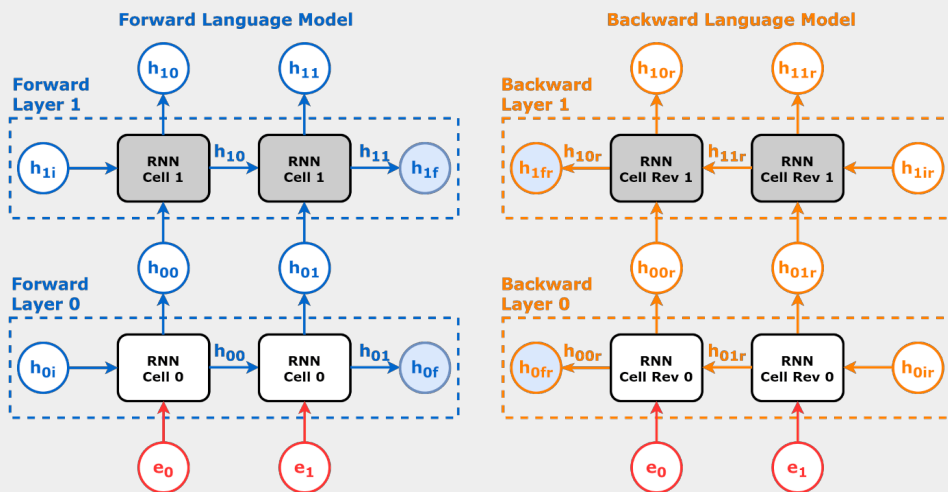 Forward Language Model
Backward Language Model
h10
h11
h10r
h11r
Forward
Layer 1
Backward
Layer 1
h1i
RNN
Cell 1
h10
RNN
Cell 1
h11
h1f
h1fr
h10r
RNN
Cell Rev 1
h11r
RNN
Cell Rev 1
h1ir
h00
h01
h00r
h01r
Forward
Layer 0
Backward
Layer 0
h0i
RNN
Cell 0
h00
RNN
Cell 0
h01
h0f
h0fr
h00r
RNN
Cell Rev 0
h01r
RNN
Cell Rev 0
h0ir
e0
e1
e0
e1